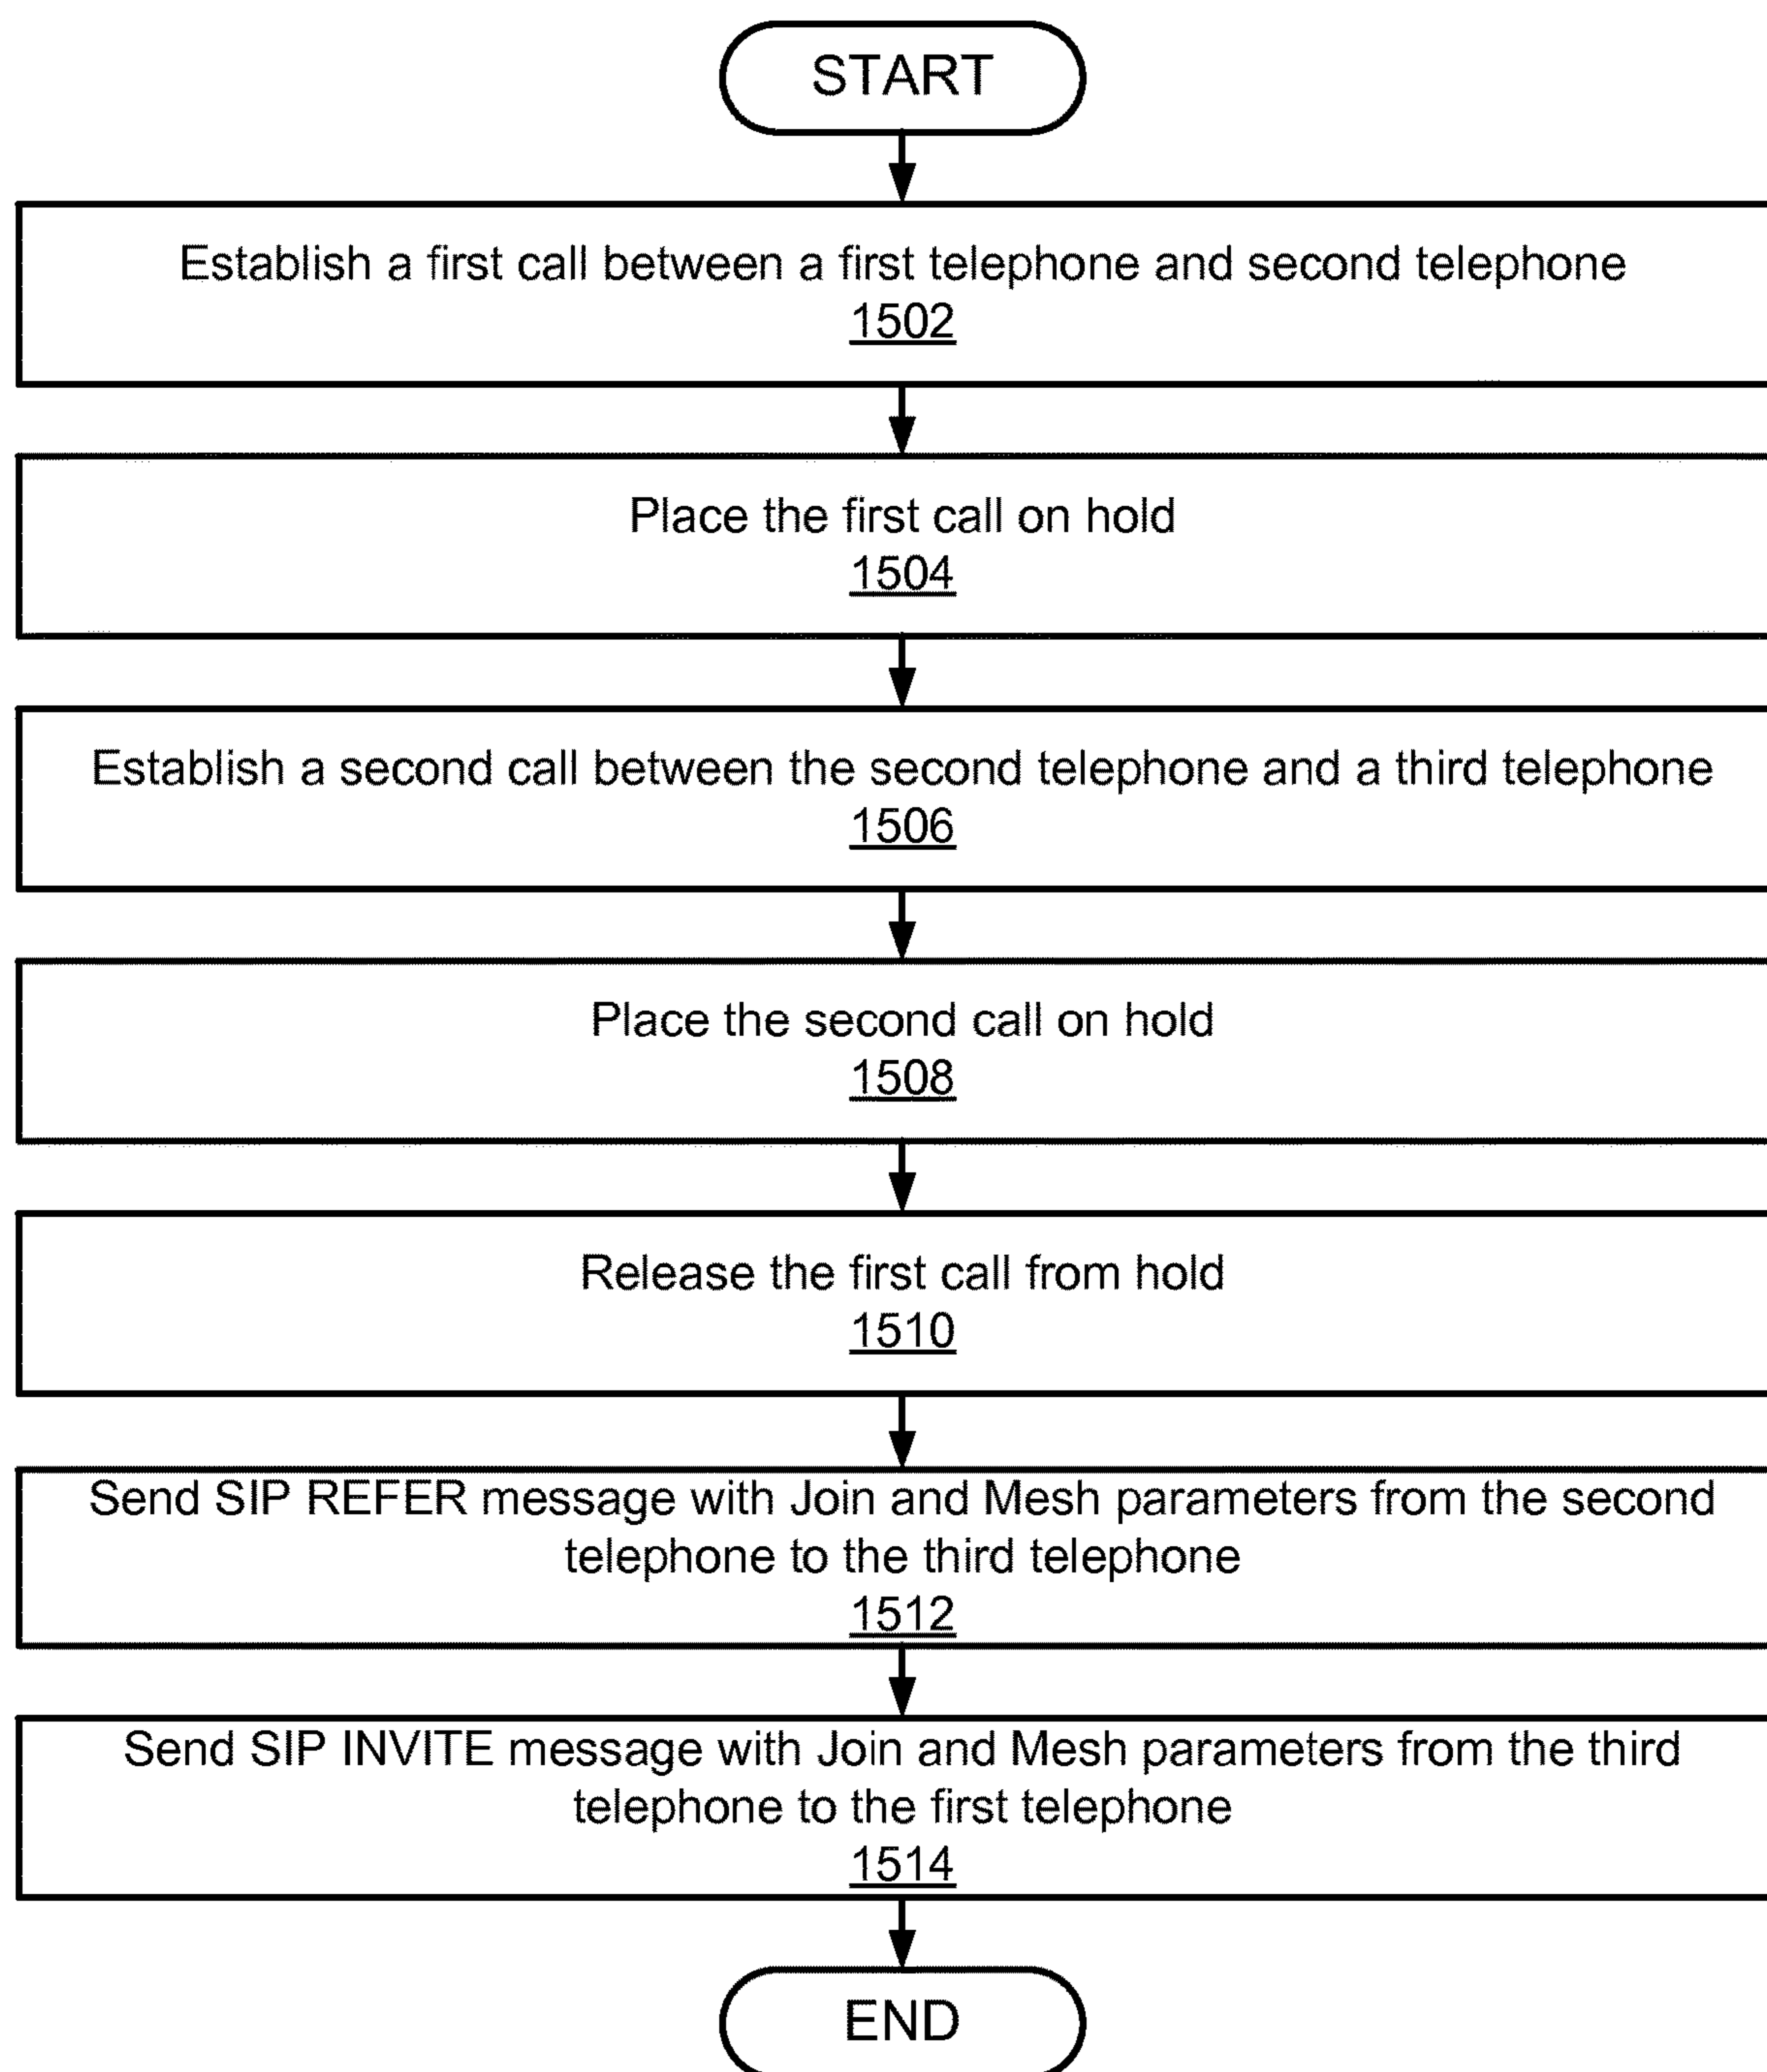 START
Establish a first call between a first telephone and second telephone
1502
Place the first call on hold
1504
Establish a second call between the second telephone and a third telephone
1506
Place the second call on hold
1508
Release the first call from hold
1510
Send SIP REFER message with Join and Mesh parameters from the second
telephone to the third telephone
1512
Send SIP INVITE message with Join and Mesh parameters from the third
telephone to the first telephone
1514
END